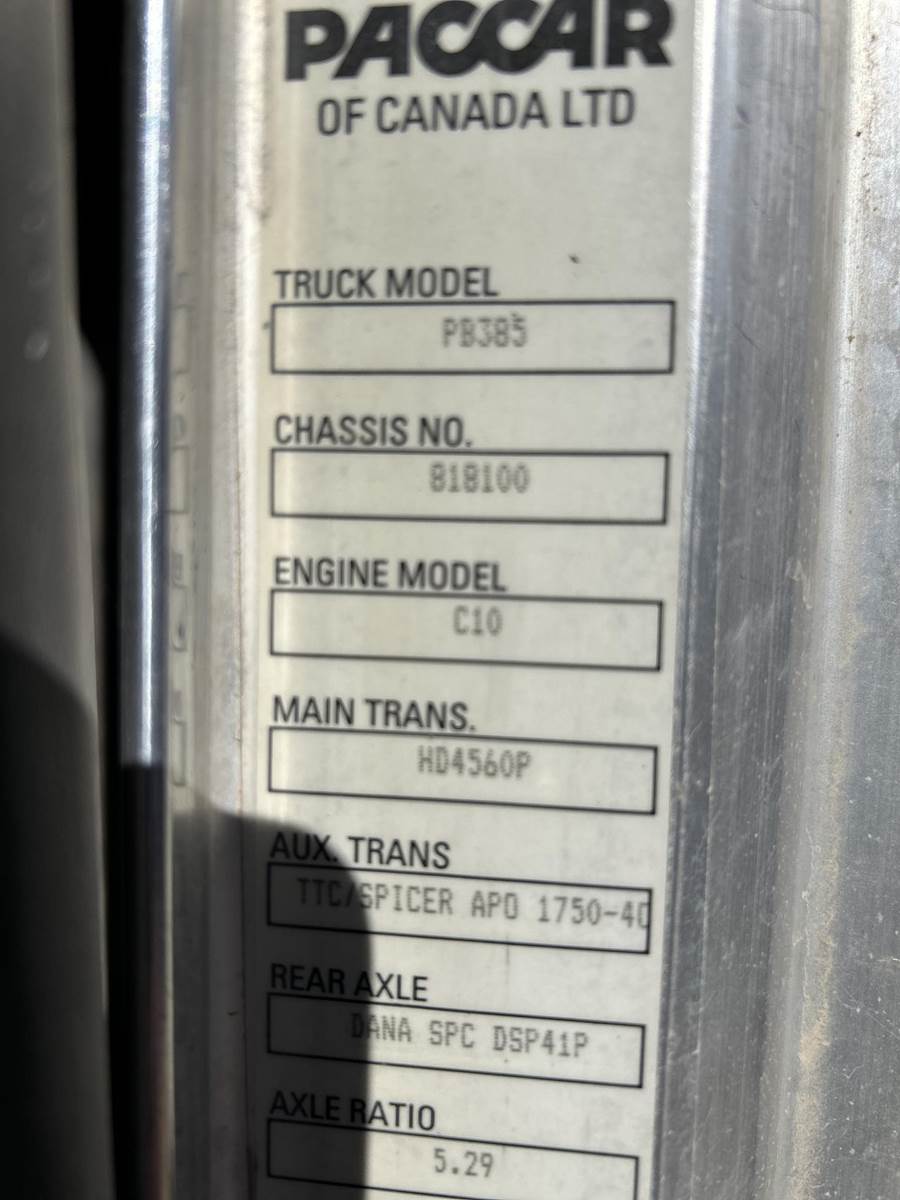 PACCAR
OF CANADA LTD
TRUCK MODEL
PB385
CHASSIS NO.
818100
ENGINE MODEL
C10
MAIN TRANS.
HD4560P
AUX. TRANS
TTC/SPICER APO 1750-4D
REAR AXLE
DANA SPC DSP41P
AXLE RATIO
5.29